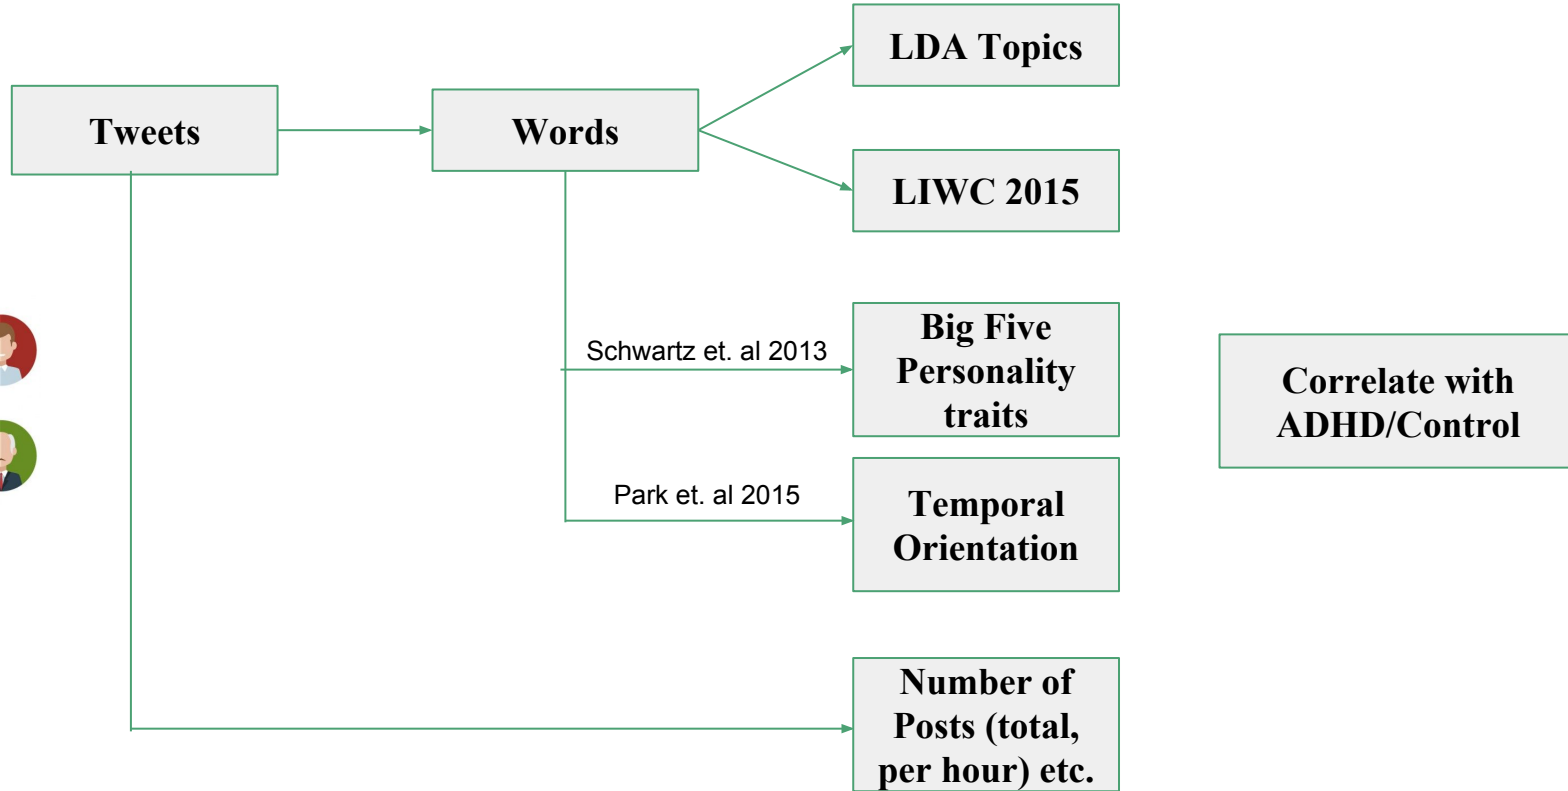 Tweets
Words
LDA Topics
LIWC 2015
Schwartz et. al 2013
Big Five
Personality
traits
Park et. al 2015
Temporal
Orientation
Number of
Posts (total,
per hour) etc.
Correlate with
ADHD/Control